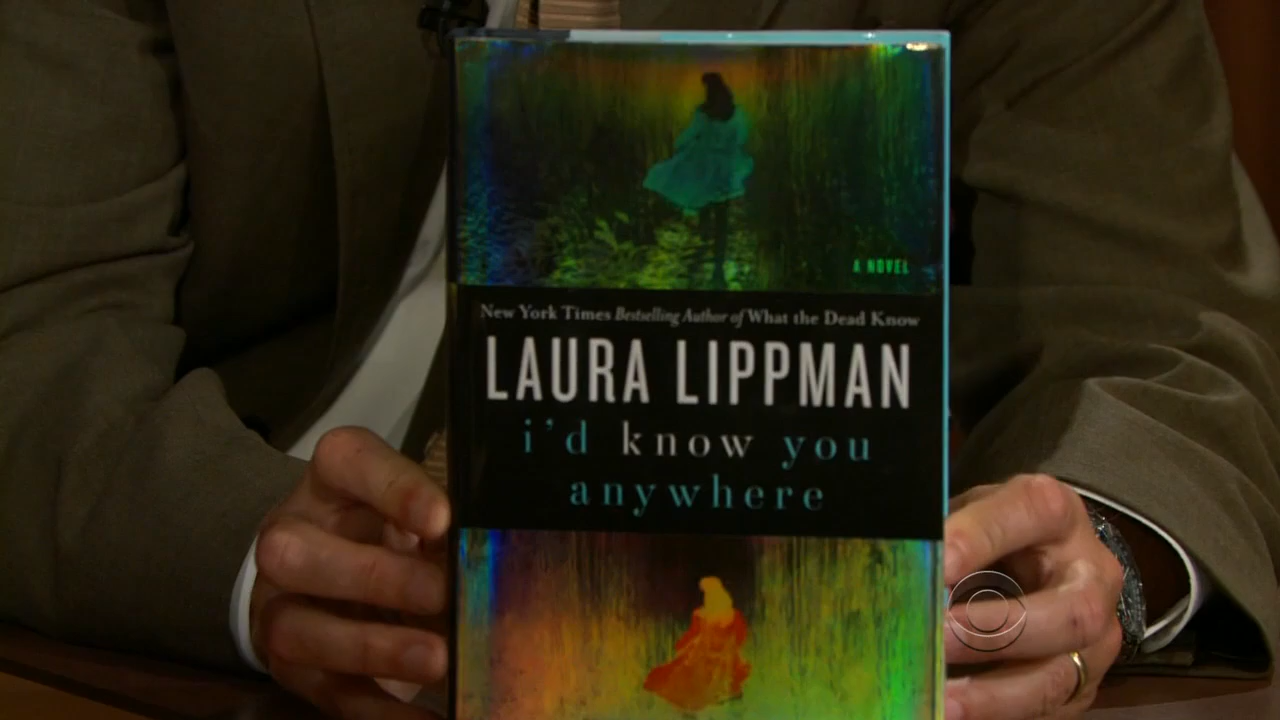 A NOVEL
New York Times Bestselling Author of What the Dead Know
LAURA LIPPMAN
i'd know you
anywhere